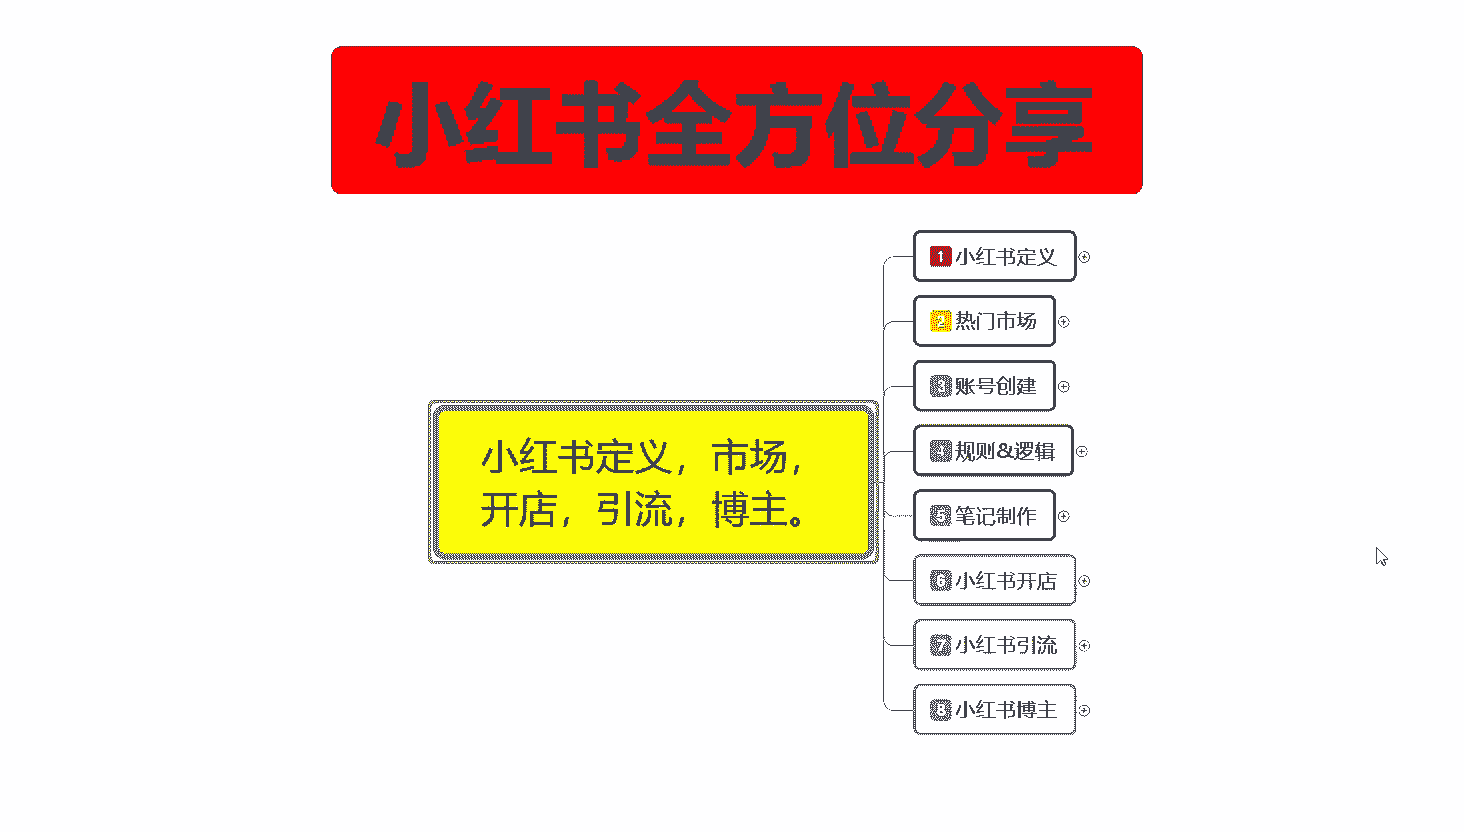 小红书全方位分享
小红书定义，市场，
开店，引流，博主。
1 小红书定义
2 热门市场
3 账号创建
4 规则&逻辑
5 笔记制作
6 小红书开店
7 小红书引流
8 小红书博主